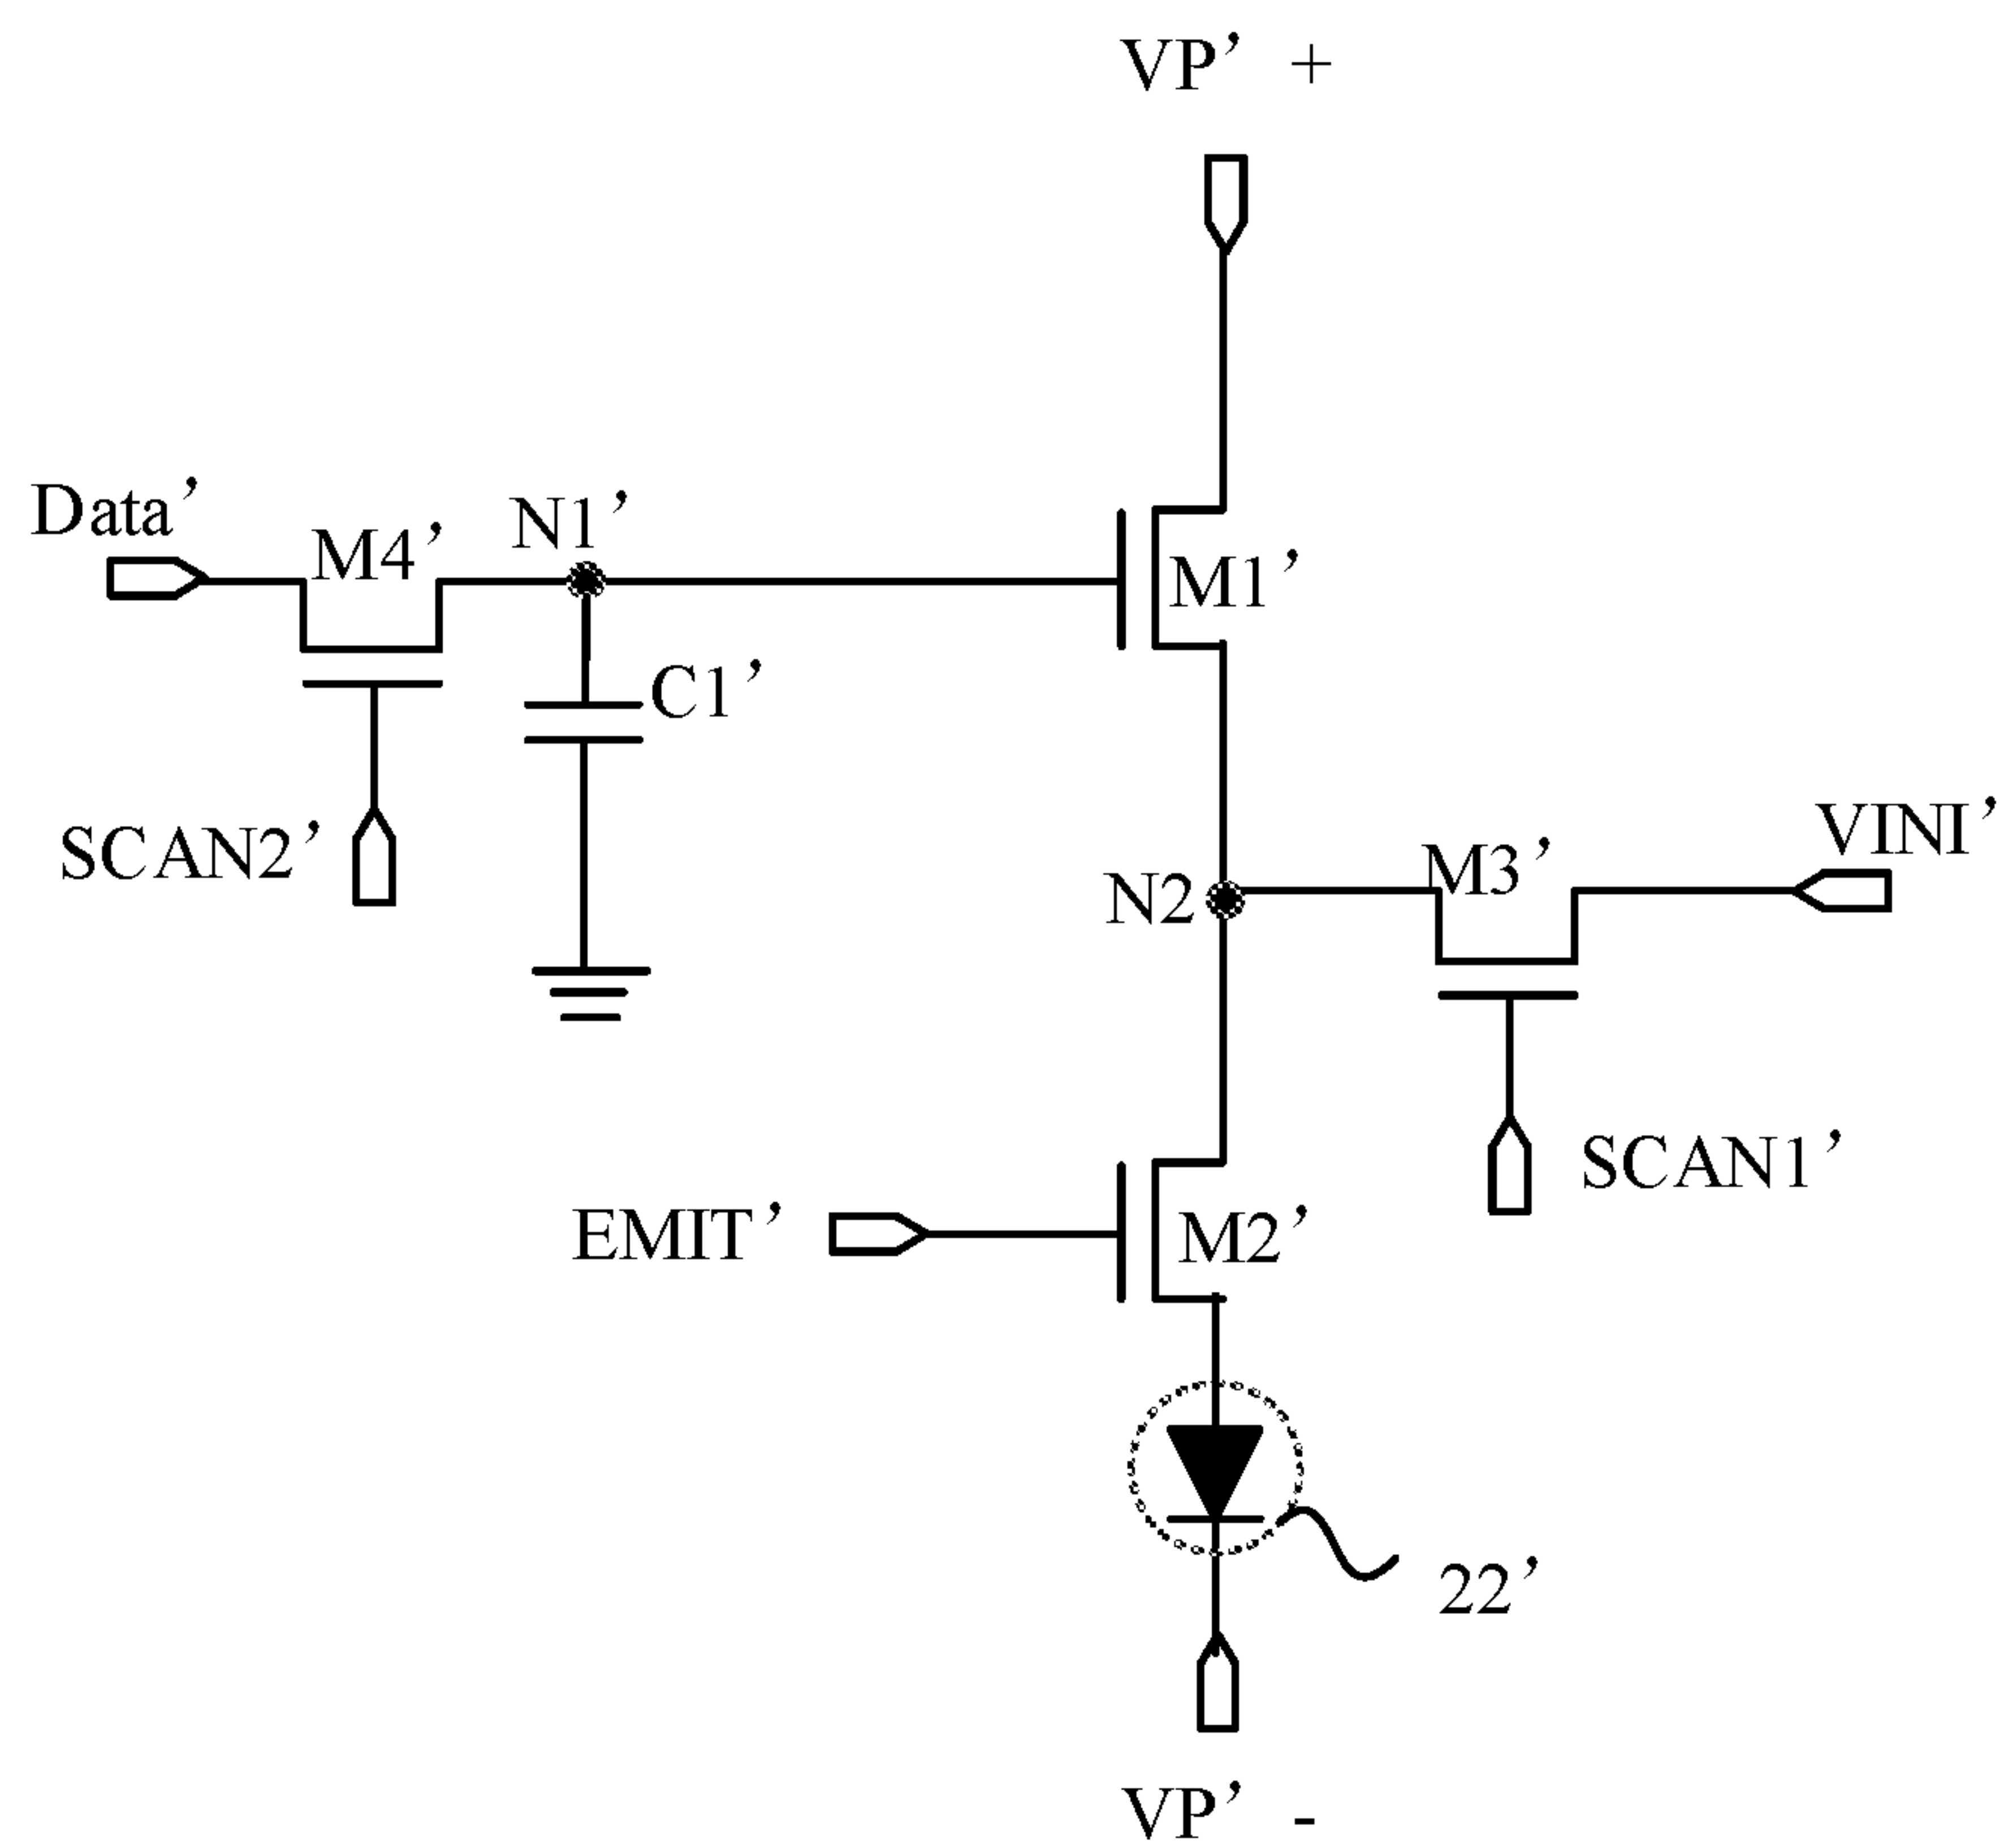 VP’ +
Data’
M4’
N1’
M1’
C1’
SCAN2’
VINI’
M3’
N2
SCAN1’
EMIT’
M2’
22’
VP’ -